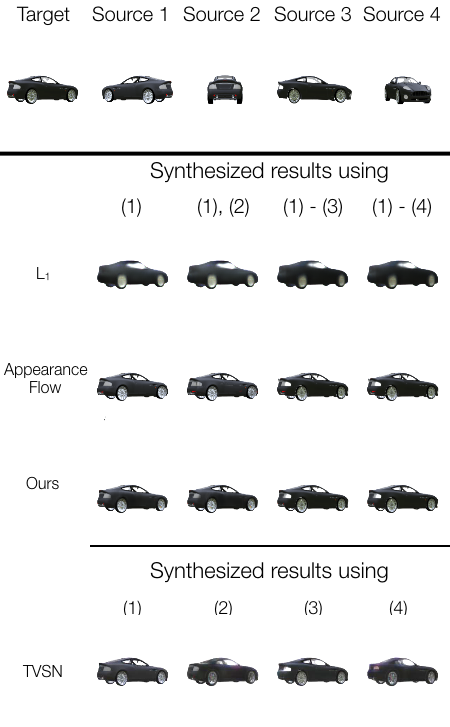 Target Source 1 Source 2 Source 3 Source 4
Synthesized results using
(1) (1), (2) (1) - (3) (1) - (4)
L₁
Appearance
Flow
Ours
Synthesized results using
(1) (2) (3) (4)
TVSN